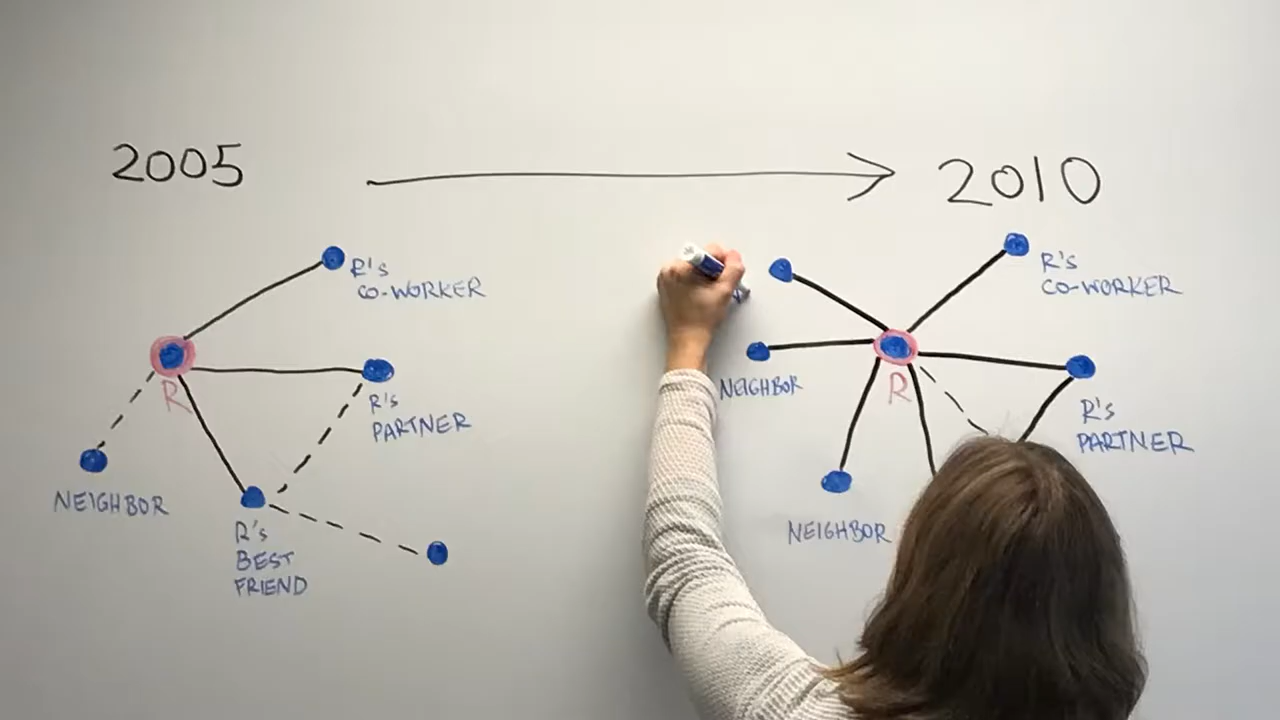 2005
2010
R's
CO-WORKER
R
R's
PARTNER
NEIGHBOR
R's
BEST
FRIEND
R's
CO-WORKER
NEIGHBOR
R
R's
PARTNER
NEIGHBOR